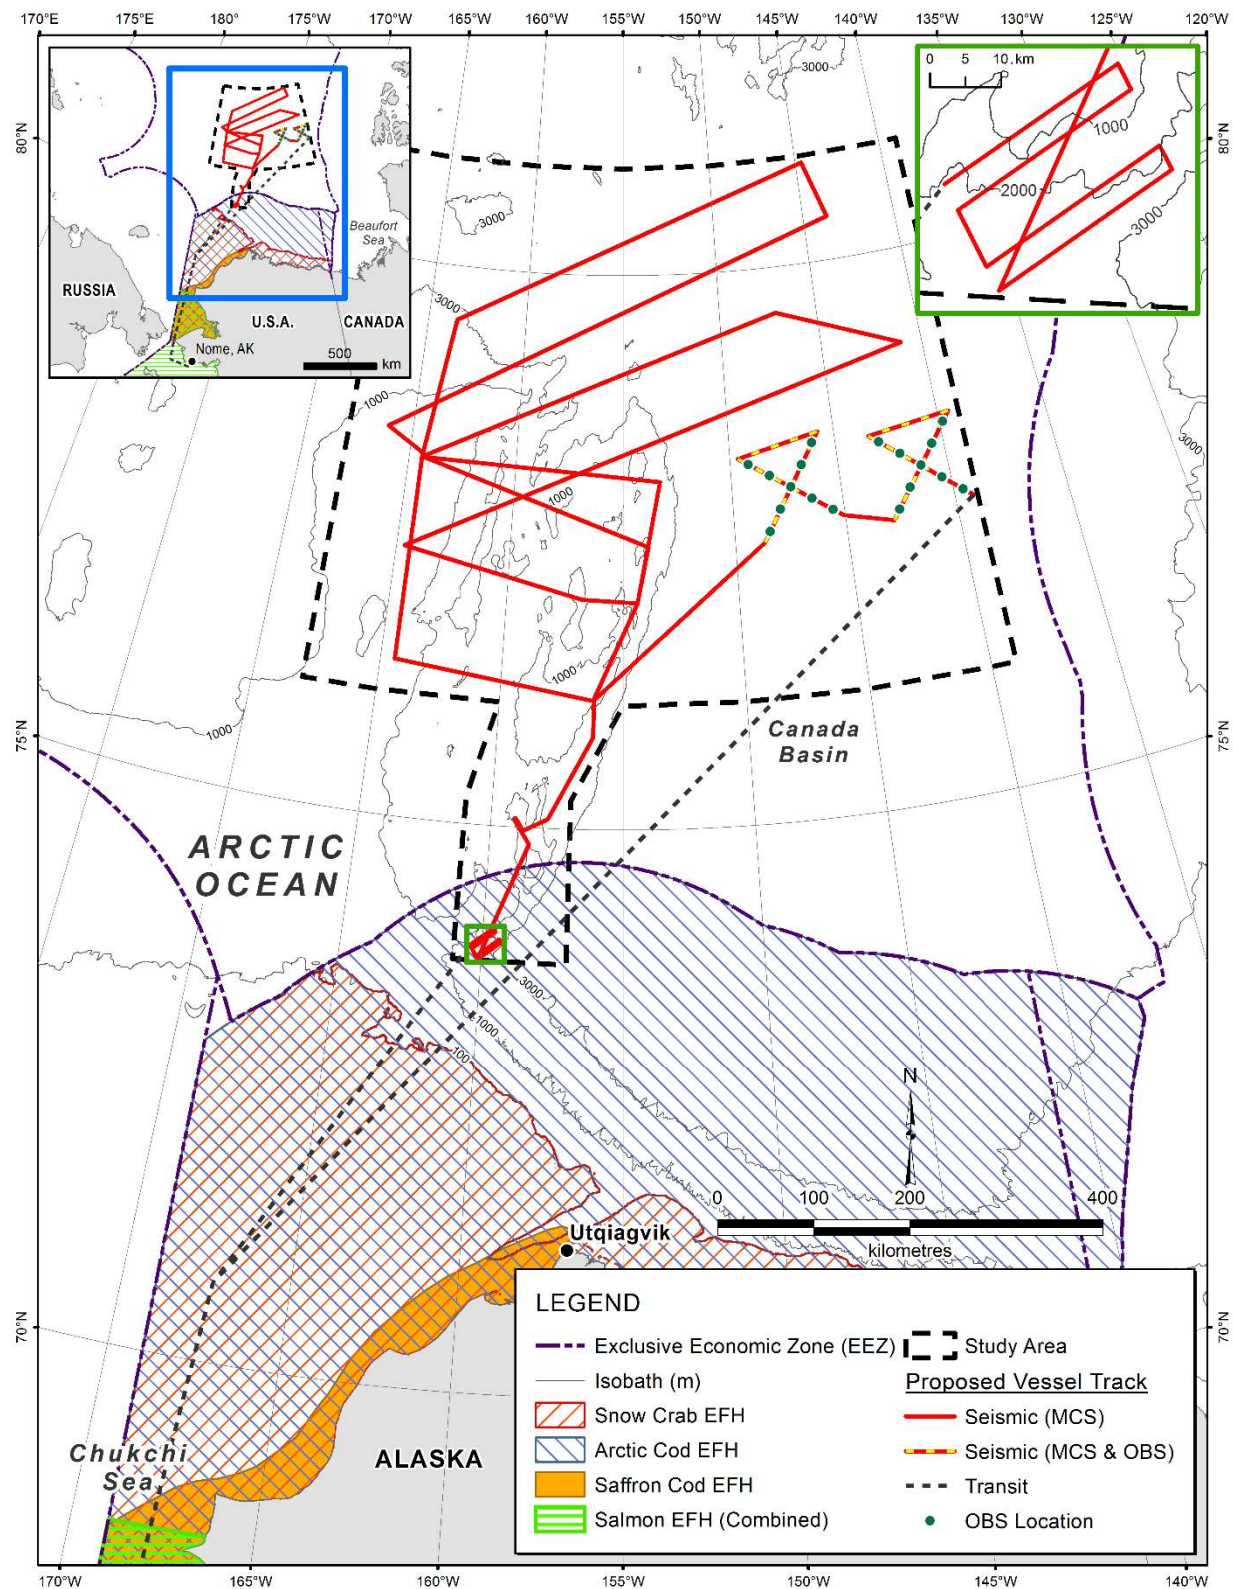 170°E 175°E 180° 175°W 170°W 165°W 160°W 155°W 150°W 145°W 140°W 135°W 130°W 125°W 120°W
RUSSIA
U.S.A.
CANADA
Beaufort
Sea
Nome, AK
500
km
0 5 10 km
1000
2000
3000
80°N
80°N
3000
3000
3000
3000
1000
1000
1000
1000
75°N
75°N
Canada
Basin
ARCTIC
OCEAN
3000
1000
100
N
0 100 200 400
kilometres
Utqiagvik
70°N
70°N
Chukchi
Sea
ALASKA
LEGEND
Exclusive Economic Zone (EEZ)
Isobath (m)
Snow Crab EFH
Arctic Cod EFH
Saffron Cod EFH
Salmon EFH (Combined)
Study Area
Proposed Vessel Track
Seismic (MCS)
Seismic (MCS & OBS)
Transit
OBS Location
170°W 165°W 160°W 155°W 150°W 145°W 140°W